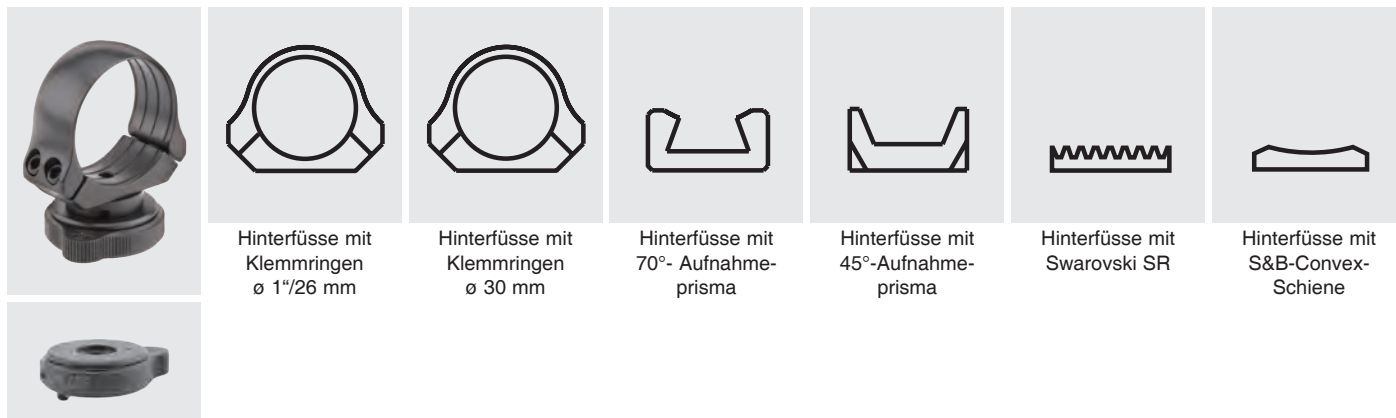 Hinterfüsse mit
Klemmringen
ø 1“/26 mm
Hinterfüsse mit
Klemmringen
ø 30 mm
Hinterfüsse mit
70°- Aufnahme-
prisma
Hinterfüsse mit
45°-Aufnahme-
prisma
Hinterfüsse mit
Swarovski SR
Hinterfüsse mit
S&B-Convex-
Schiene